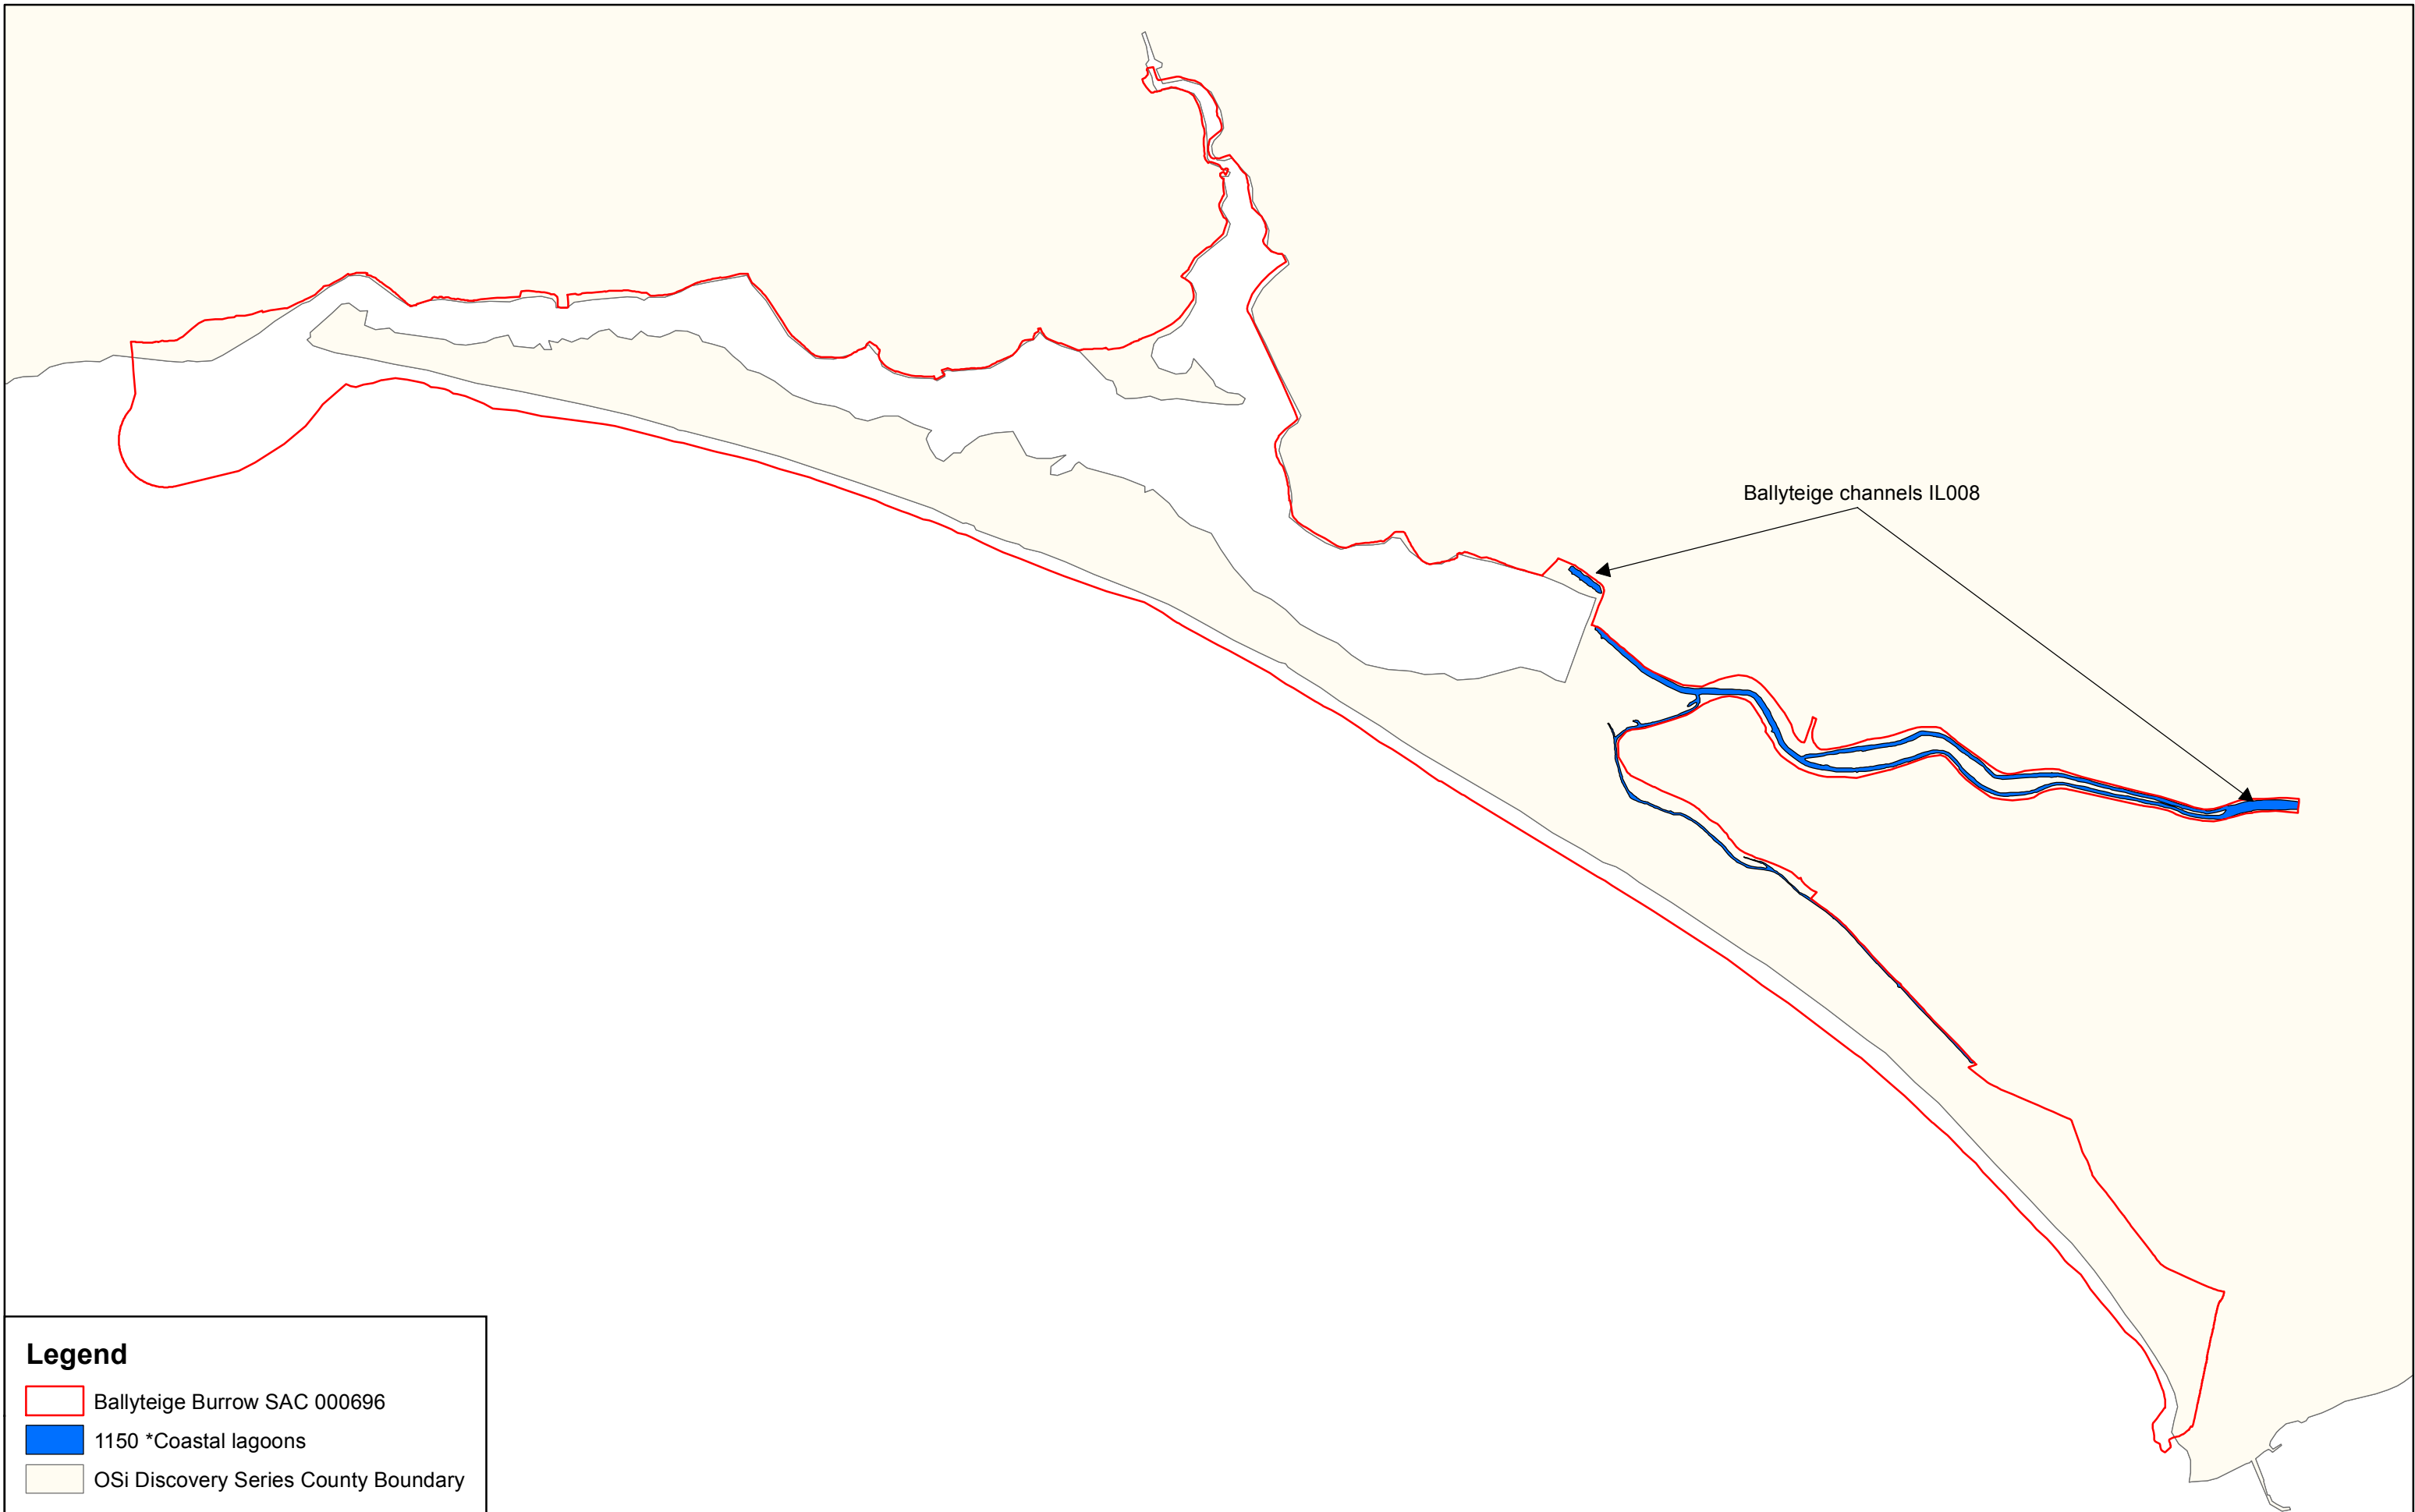 Ballyteige channels IL008
Legend
Ballyteige Burrow SAC 000696
1150 *Coastal lagoons
OSi Discovery Series County Boundary